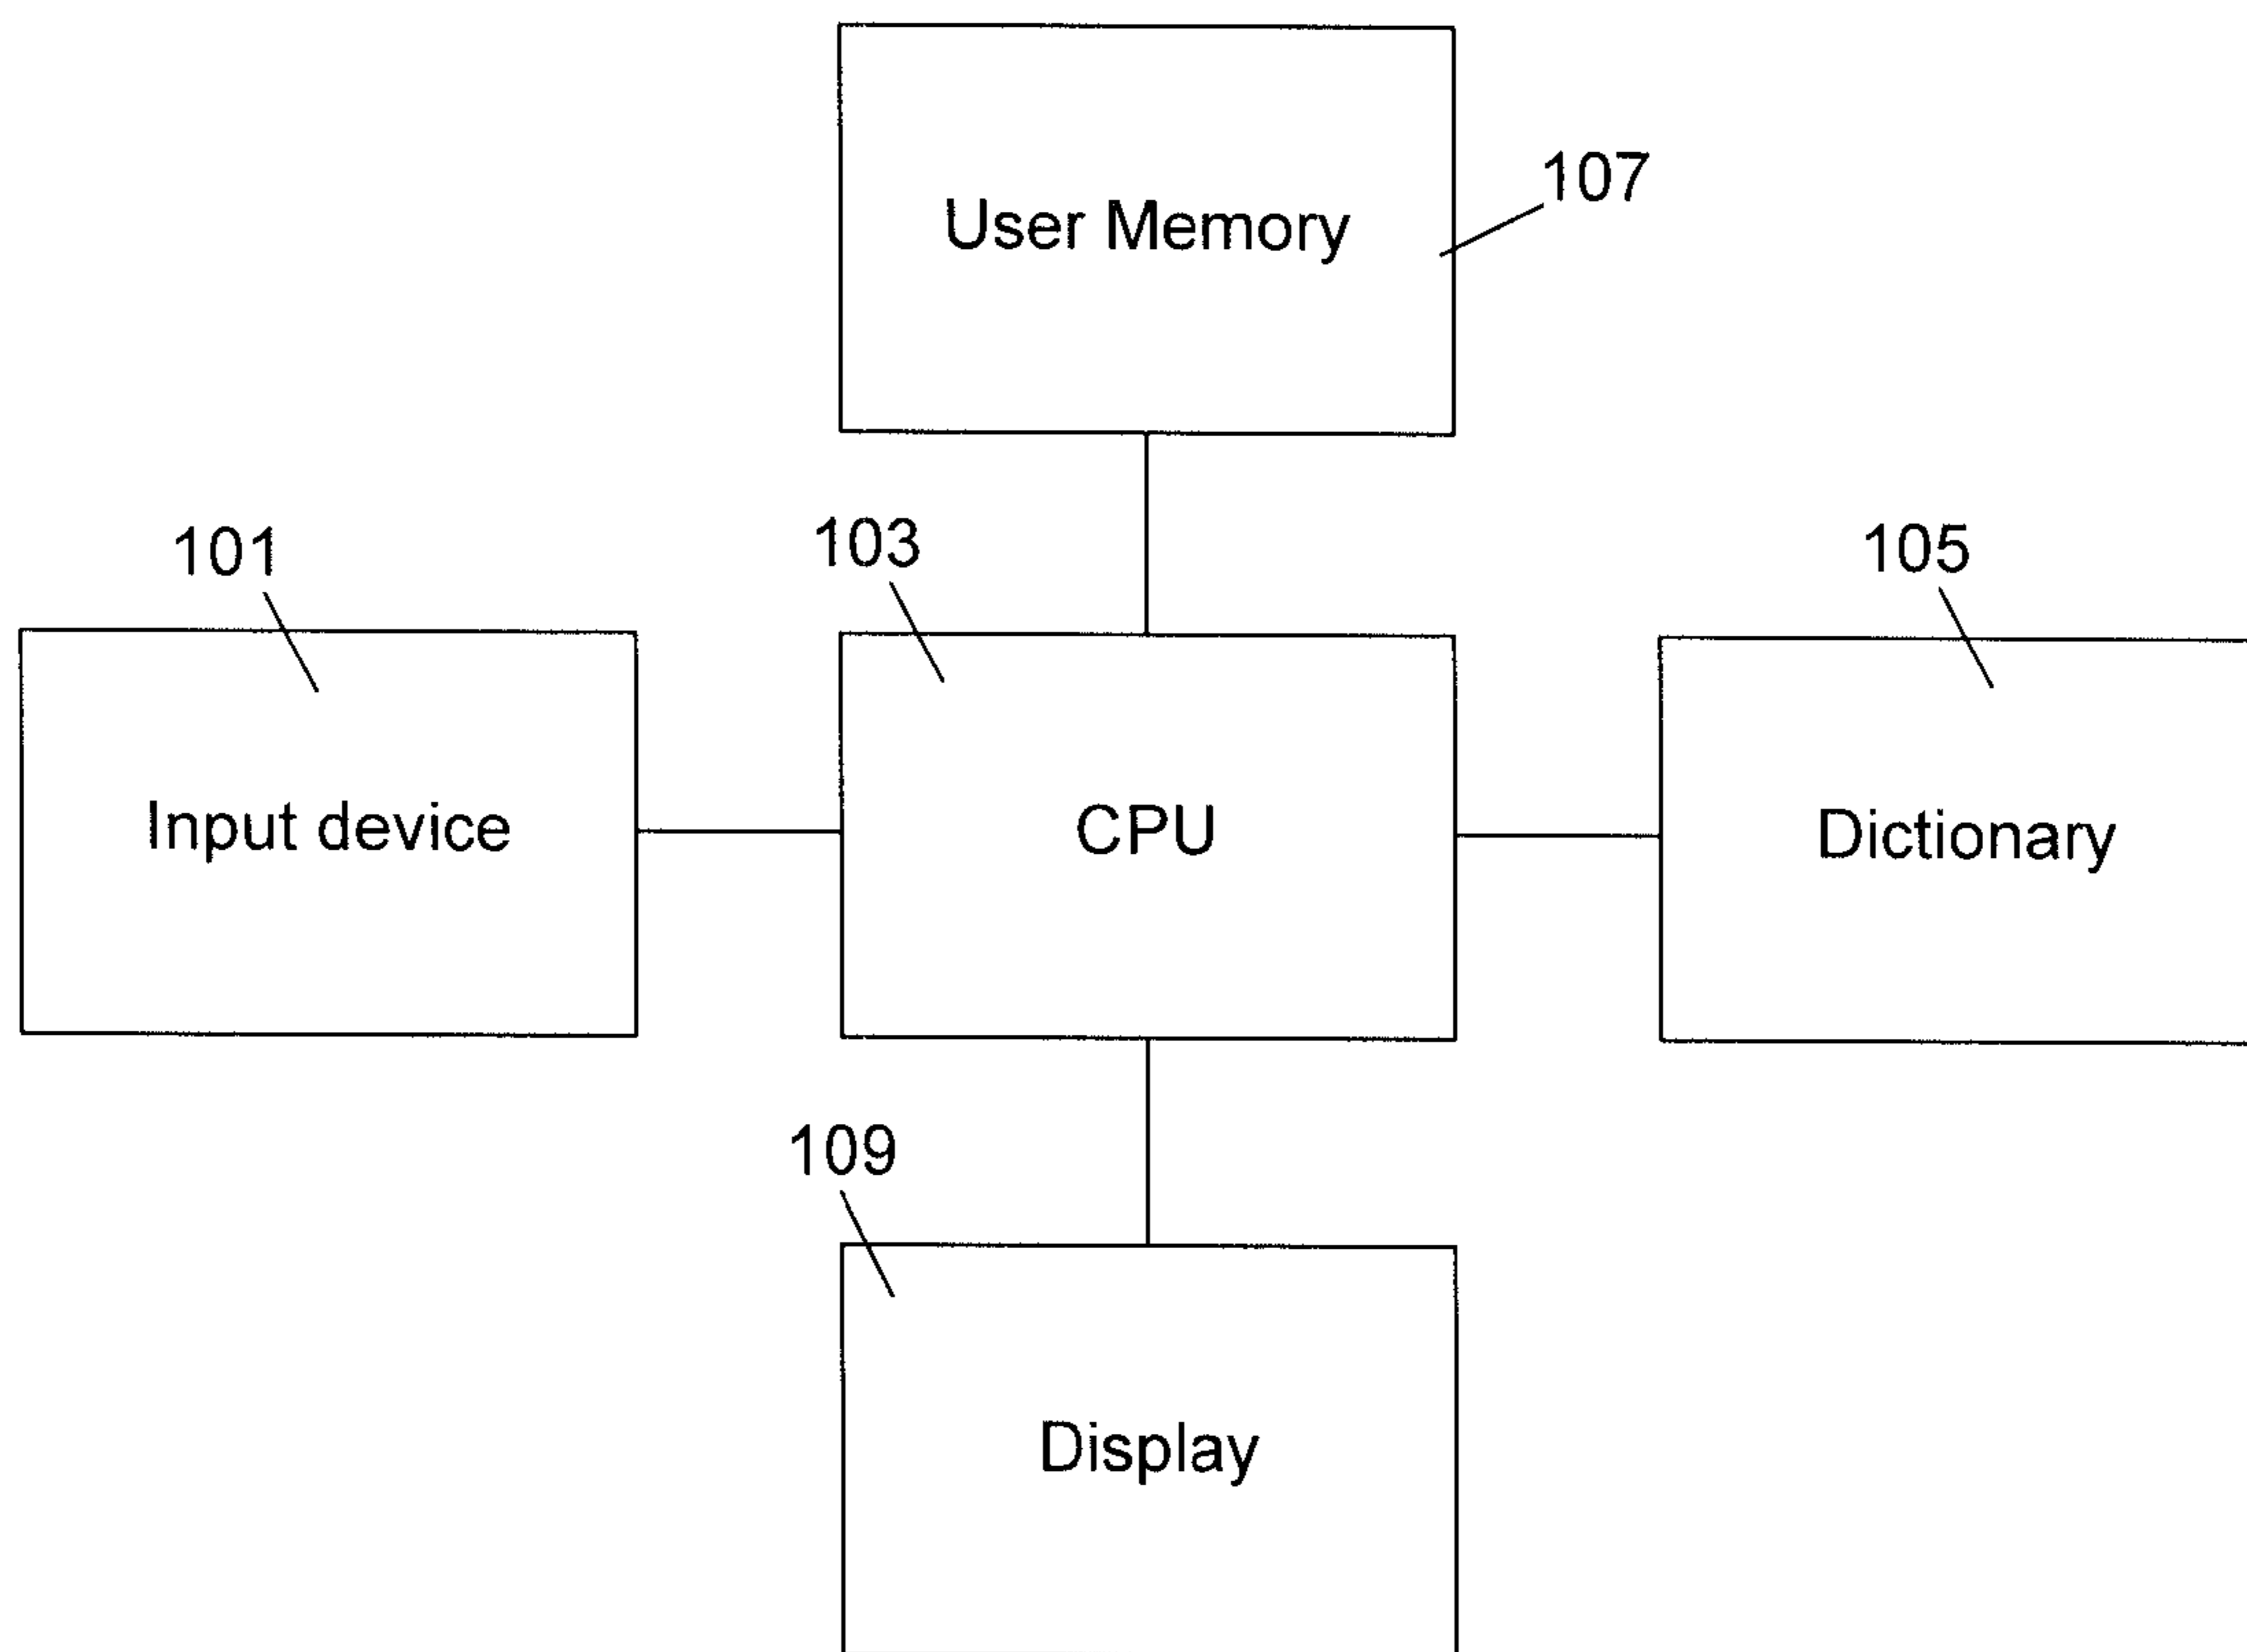 User Memory
107
101
103
105
Input device
CPU
Dictionary
109
Display